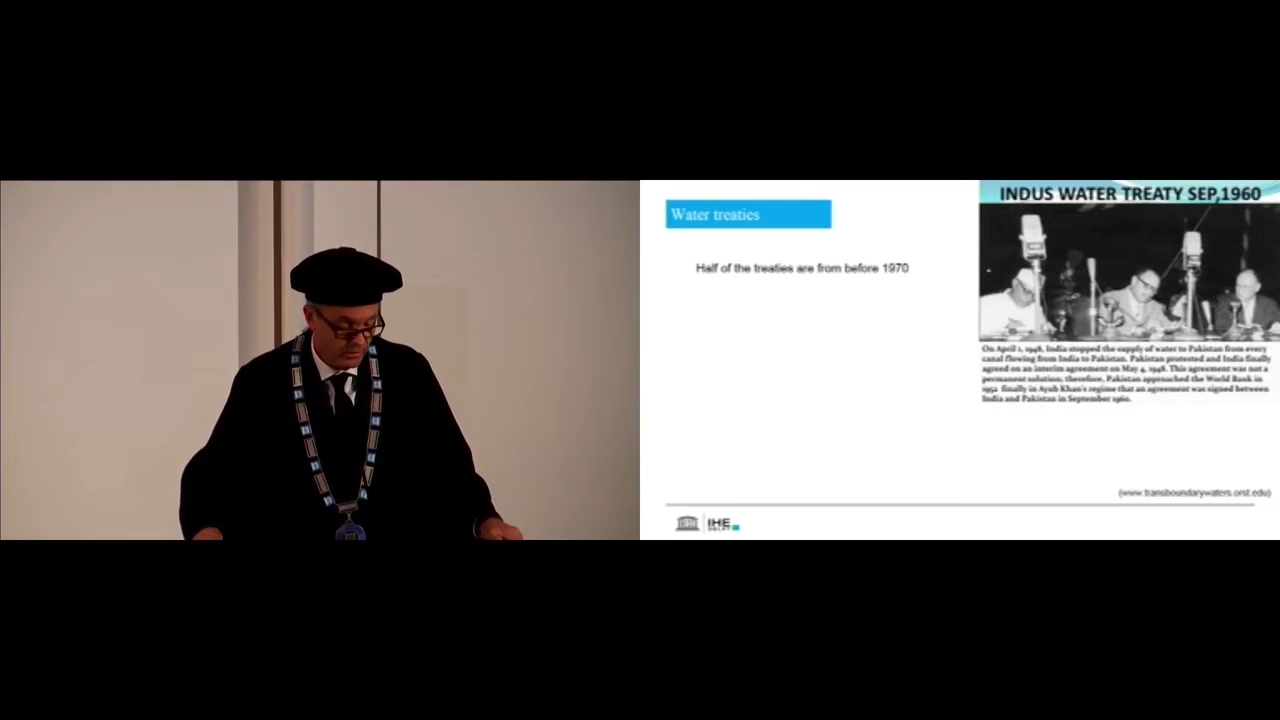 Water treaties
Half of the treaties are from before 1970
INDUS WATER TREATY SEP,1960
On April 1, 1948, India stopped the supply of water to Pakistan from every
canal flowing from India to Pakistan. Pakistan protested and India finally
agreed on an interim agreement on May 4, 1948. This agreement was not a
permanent solution; therefore, Pakistan approached the World Bank in
1952 finally in Ayub Khan's regime that an agreement was signed between
India and Pakistan in September 1960.
(www.transboundarywaters.orst.edu)
IHE
DELFT